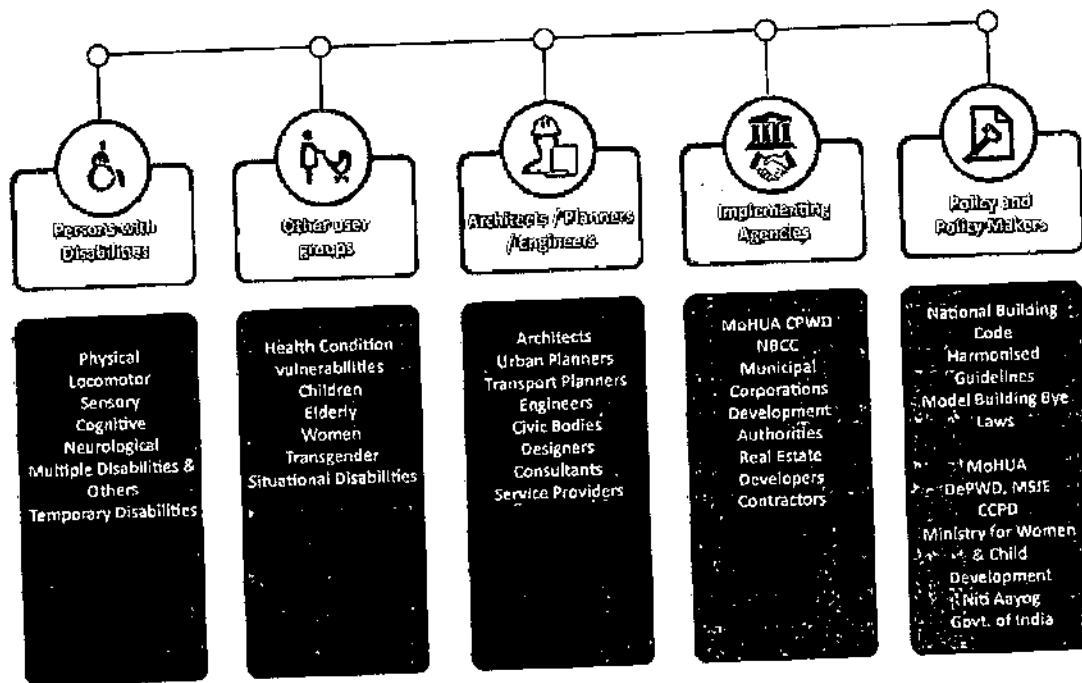 Persons with
Disabilities
Other user
groups
Architects / Planners
/ Engineers
Implementing
Agencies
Policy and
Policy Makers
Physical
Locomotor
Sensory
Cognitive
Neurological
Multiple Disabilities &
Others
Temporary Disabilities
Health Condition
vulnerabilities
Children
Elderly
Women
Transgender
Situational Disabilities
Architects
Urban Planners
Transport Planners
Engineers
Civic Bodies
Designers
Consultants
Service Providers
MoHUA CPWD
NBCC
Municipal
Corporations
Development
Authorities
Real Estate
Developers
Contractors
National Building
Code
Harmonised
Guidelines
Model Building Bye
Laws
MoHUA
DePWD, MSJE
CCPD
Ministry for Women
& Child
Development
Niti Aayog
Govt. of India